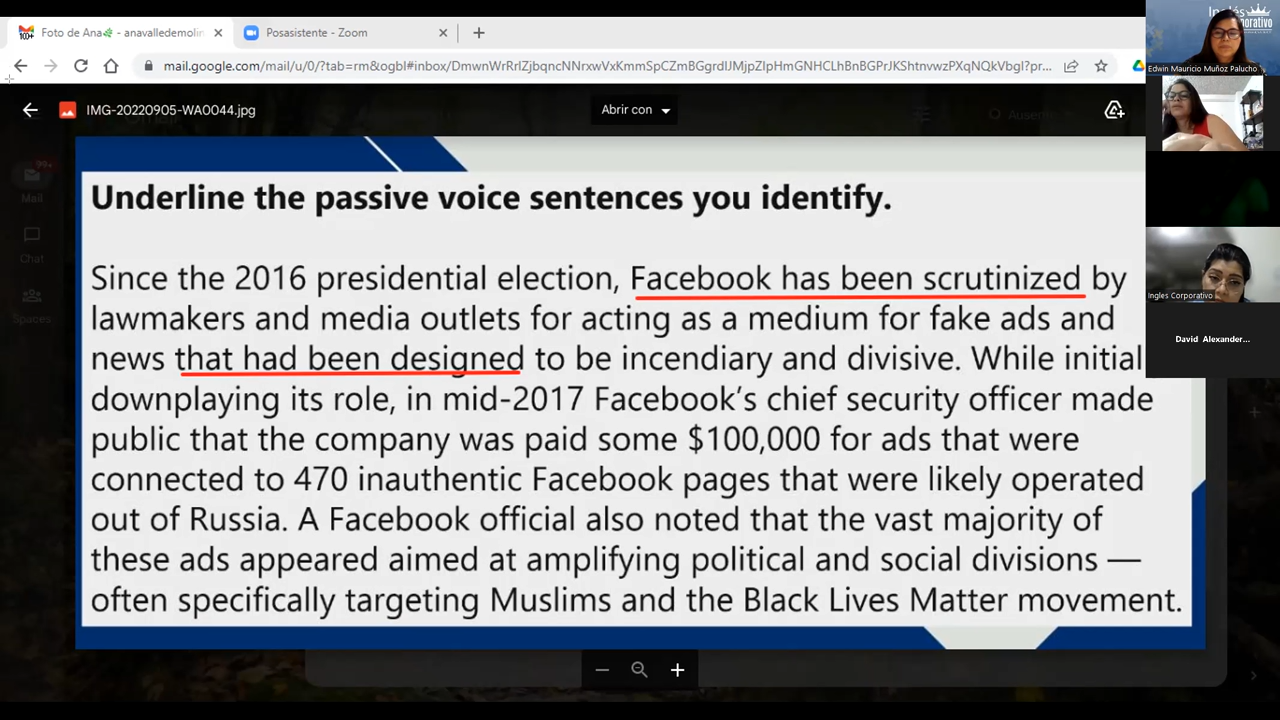 Foto de Ana🌿 - anavalledemolin
Posasistente - Zoom
mail.google.com/mail/u/0/?tab=rm&ogbl#inbox/
IMG-20220905-WA0044.jpg
Abrir con
Ausente
99+
Mail
Chat
Spaces
Underline the passive voice sentences you identify.
Since the 2016 presidential election, Facebook has been scrutinized by
lawmakers and media outlets for acting as a medium for fake ads and
news that had been designed to be incendiary and divisive. While initial
downplaying its role, in mid-2017 Facebook’s chief security officer made
public that the company was paid some $100,000 for ads that were
connected to 470 inauthentic Facebook pages that were likely operated
out of Russia. A Facebook official also noted that the vast majority of
these ads appeared aimed at amplifying political and social divisions —
often specifically targeting Muslims and the Black Lives Matter movement.
Edwin Mauricio Muñoz Palucho
Ingles Corporativo
David Alexander...